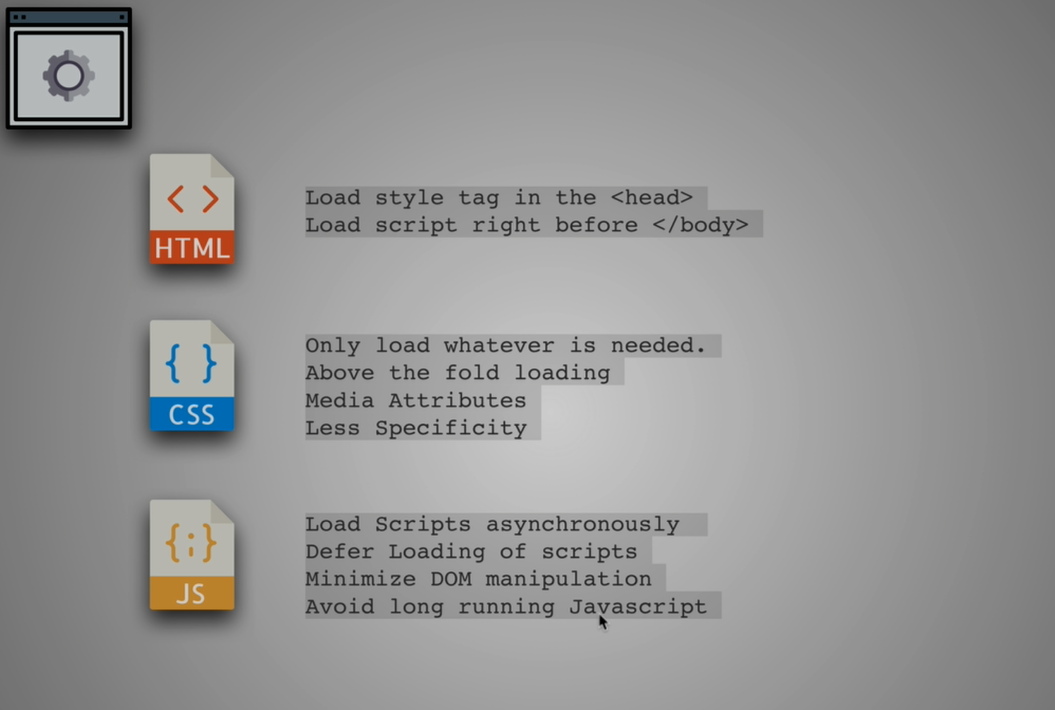 HTML
Load style tag in the <head>
Load script right before </body>
CSS
Only load whatever is needed.
Above the fold loading
Media Attributes
Less Specificity
JS
Load Scripts asynchronously
Defer Loading of scripts
Minimize DOM manipulation
Avoid long running Javascript